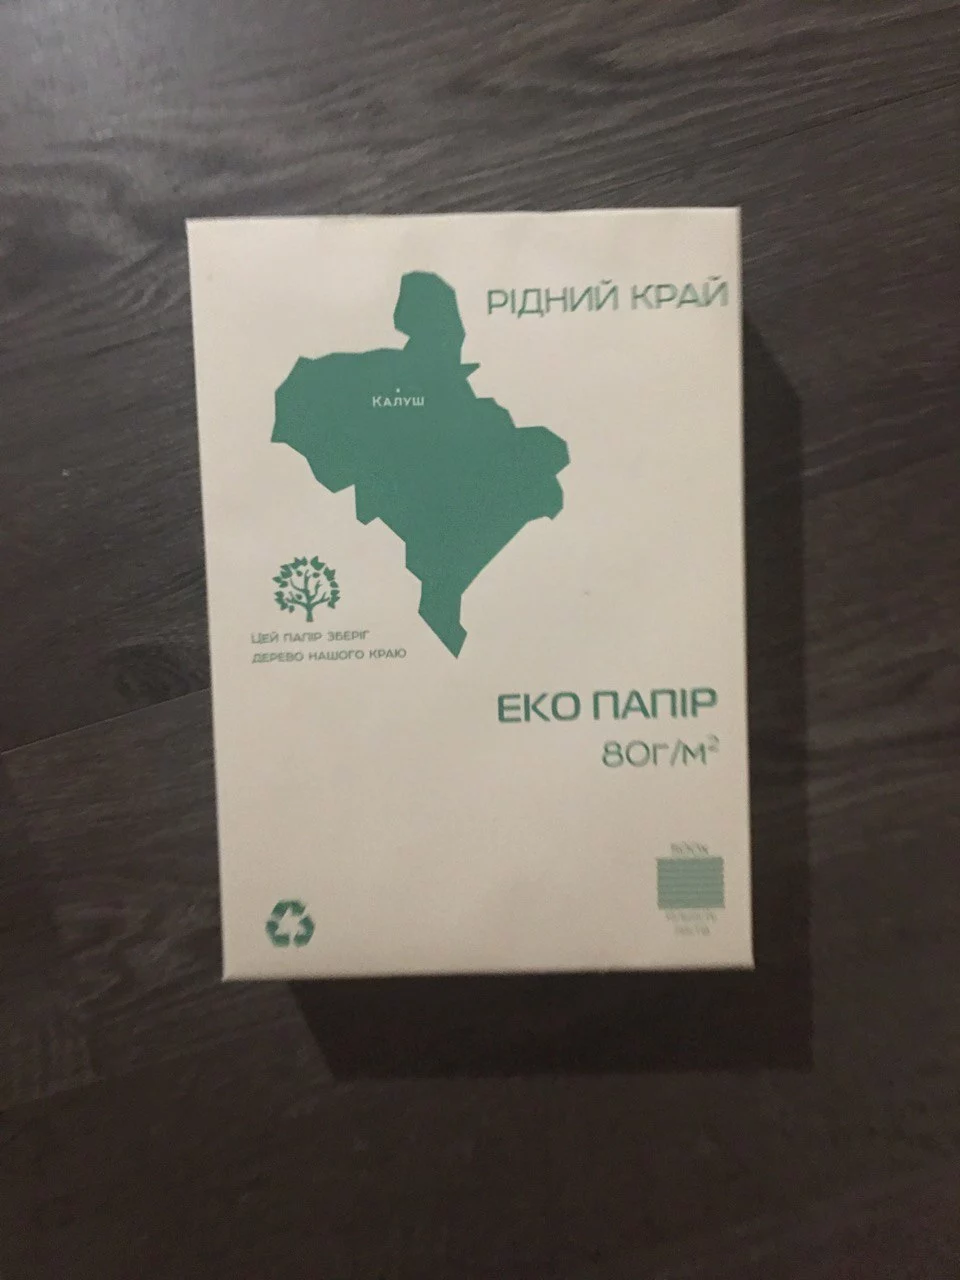 РІДНИЙ КРАЙ
КАЛУШ
ЦЕЙ ПАПІР ЗБЕРІГ
ДЕРЕВО НАШОГО КРАЮ
ЕКО ПАПІР
80г/м²